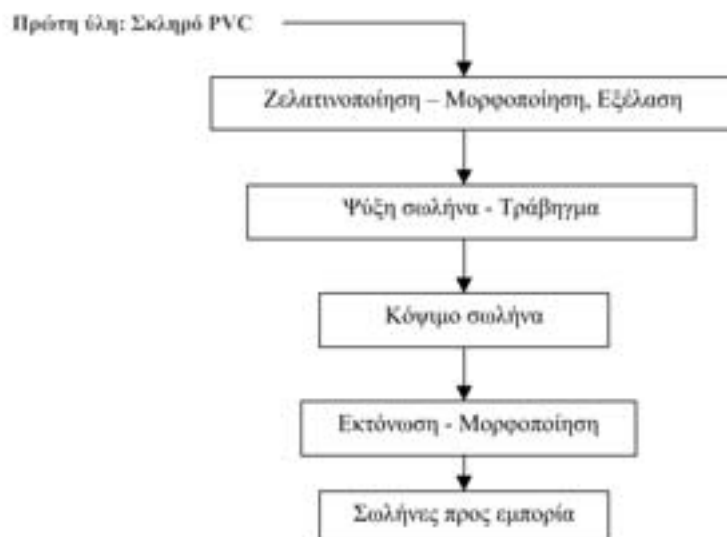 Πρώτη ύλη: Σκληρό PVC
Ζελατινοποίηση – Μορφοποίηση, Εξέλαση
Ψύξη σωλήνα - Τράβηγμα
Κόψιμο σωλήνα
Εκτόνωση - Μορφοποίηση
Σωλήνες προς εμπορία